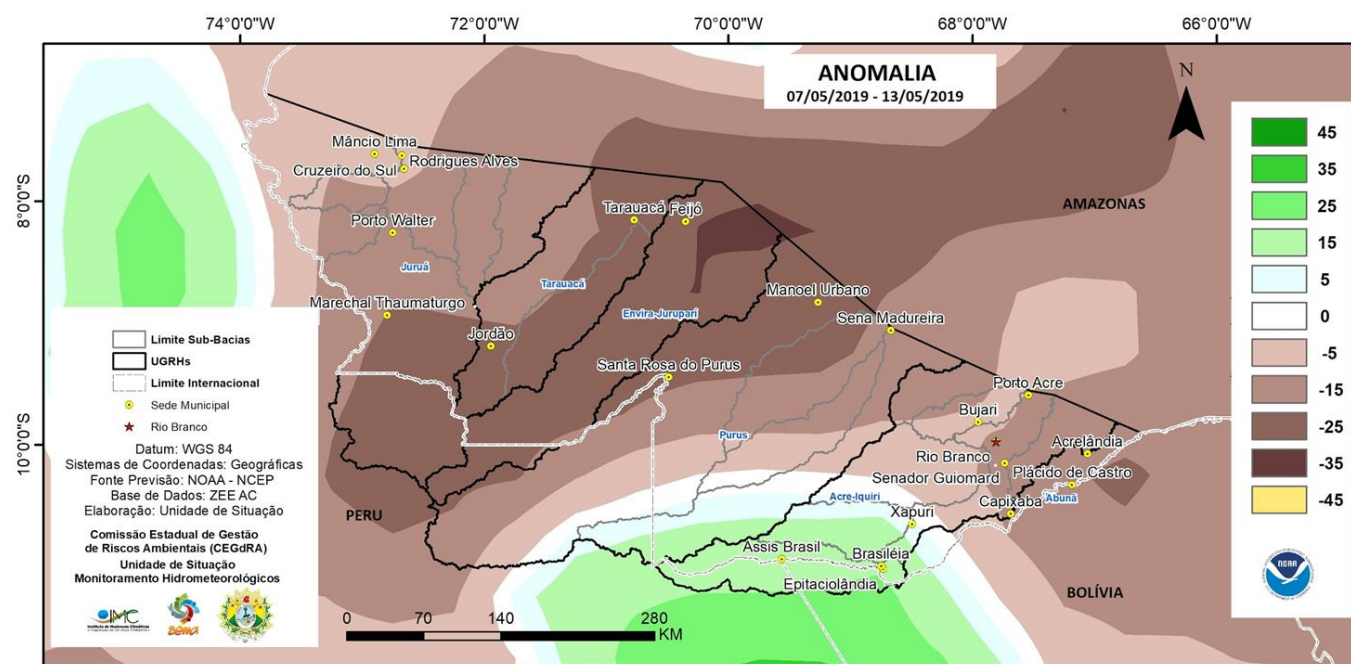 74°0'0"W
72°0'0"W
70°0'0"W
68°0'0"W
66°0'0"W
ANOMALIA
07/05/2019 - 13/05/2019
N
45
35
25
15
5
0
-5
-15
-25
-35
-45
8°0'0"S
10°0'0"S
Mâncio Lima
Rodrigues Alves
Cruzeiro do Sul
Porto Walter
Juruá
Marechal Thaumaturgo
Tarauacá
Feijó
Tarauacá
Jordão
Envira-Jurupari
Manoel Urbano
Sena Madureira
Santa Rosa do Purus
Purus
AMAZONAS
Porto Acre
Bujari
Rio Branco
Acrelândia
Senador Guiomard
Plácido de Castro
Capixaba
Abunã
Acre-Iquiri
Xapuri
Assis Brasil
Brasiléia
Epitaciolândia
PERU
BOLÍVIA
Limite Sub-Bacias
UGRHs
Limite Internacional
Sede Municipal
Rio Branco
Datum: WGS 84
Sistemas de Coordenadas: Geográficas
Fonte Previsão: NOAA - NCEP
Base de Dados: ZEE AC
Elaboração: Unidade de Situação
Comissão Estadual de Gestão
de Riscos Ambientais (CEGdRA)
Unidade de Situação
Monitoramento Hidrometeorológicos
IMC
sema
0
70
140
280
KM
NOAA